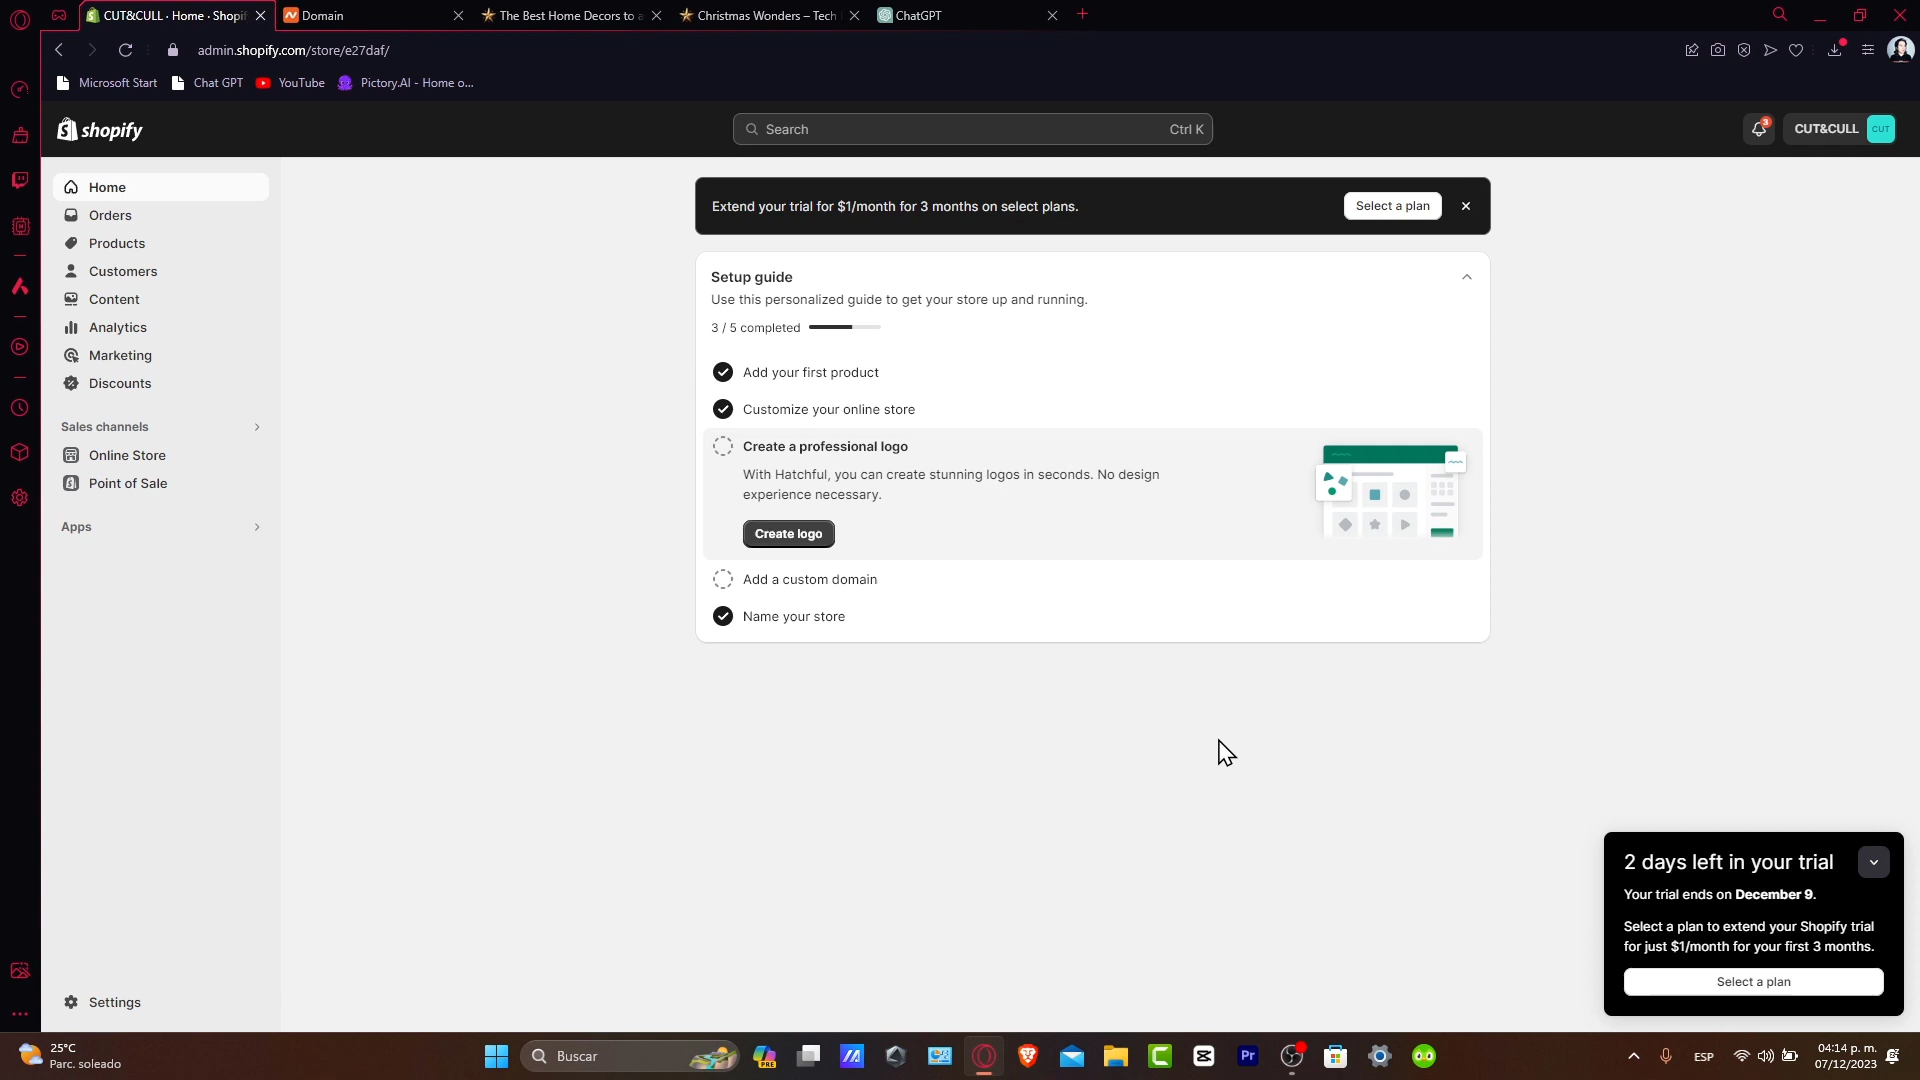 CUT&CULL · Home · Shopif
Domain
The Best Home Decors to a
Christmas Wonders – Tech
ChatGPT
admin.shopify.com/store/e27daf/
Microsoft Start
Chat GPT
YouTube
Pictory.AI - Home o...
shopify
Search
Ctrl K
3
CUT&CULL
CUT
Home
Orders
Products
Customers
Content
Analytics
Marketing
Discounts
Sales channels
Online Store
Point of Sale
Apps
Settings
Extend your trial for $1/month for 3 months on select plans.
Select a plan
Setup guide
Use this personalized guide to get your store up and running.
3 / 5 completed
Add your first product
Customize your online store
Create a professional logo
With Hatchful, you can create stunning logos in seconds. No design
experience necessary.
Create logo
Add a custom domain
Name your store
2 days left in your trial
Your trial ends on December 9.
Select a plan to extend your Shopify trial
for just $1/month for your first 3 months.
Select a plan
25°C
Parc. soleado
Buscar
PRE
Pr
ESP
04:14 p. m.
07/12/2023